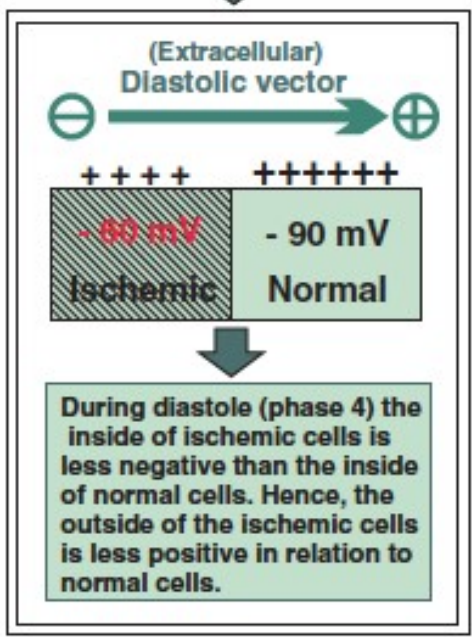 (Extracellular)
Diastolic vector
− +
+ + + + ++++++
- 60 mV - 90 mV
Ischemic Normal
During diastole (phase 4) the
inside of ischemic cells is
less negative than the inside
of normal cells. Hence, the
outside of the ischemic cells
is less positive in relation to
normal cells.